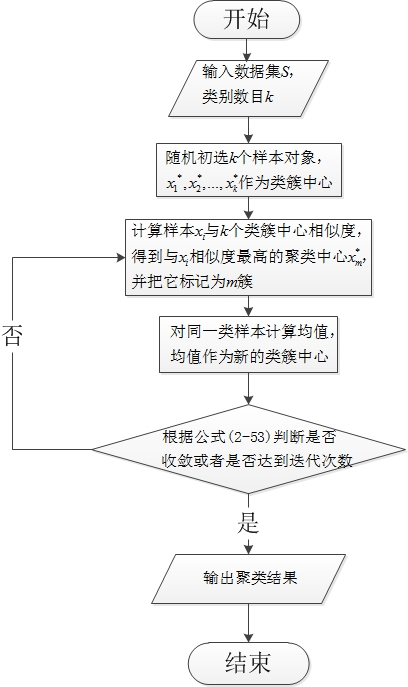 开始
输入数据集S，
类别数目k
随机初选k个样本对象，
x₁*,x₂*,...,xₖ*作为类簇中心
计算样本xᵢ与k个类簇中心相似度，
得到与xᵢ相似度最高的聚类中心xₘ*，
并把它标记为m簇
否
对同一类样本计算均值，
均值作为新的类簇中心
根据公式(2-53)判断是否
收敛或者是否达到迭代次数
是
输出聚类结果
结束